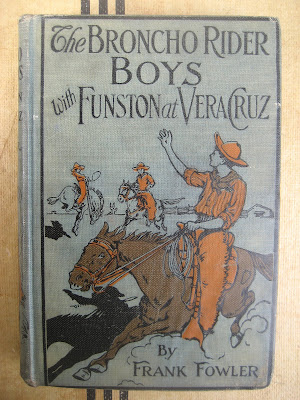 The BRONCHO RIDER
BOYS
with FUNSTON at VERA CRUZ
By
FRANK FOWLER